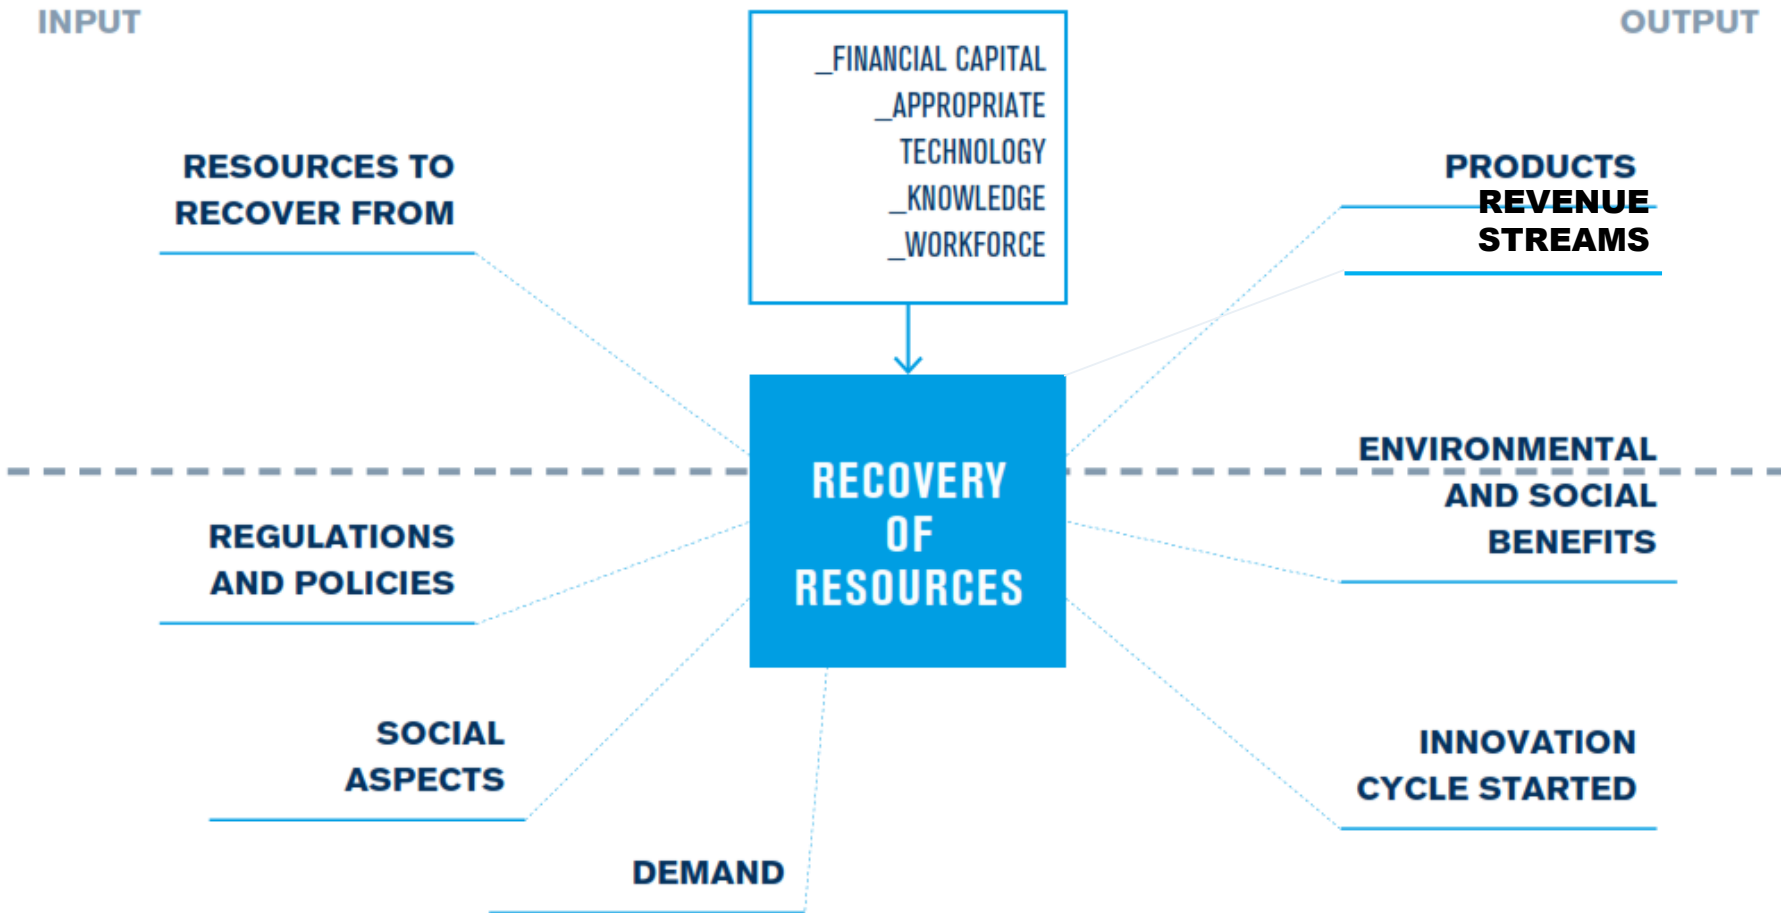 INPUT
OUTPUT
_FINANCIAL CAPITAL
_APPROPRIATE
TECHNOLOGY
_KNOWLEDGE
_WORKFORCE
RESOURCES TO
RECOVER FROM
PRODUCTS
REVENUE
STREAMS
RECOVERY
OF
RESOURCES
REGULATIONS
AND POLICIES
ENVIRONMENTAL
AND SOCIAL
BENEFITS
SOCIAL
ASPECTS
INNOVATION
CYCLE STARTED
DEMAND